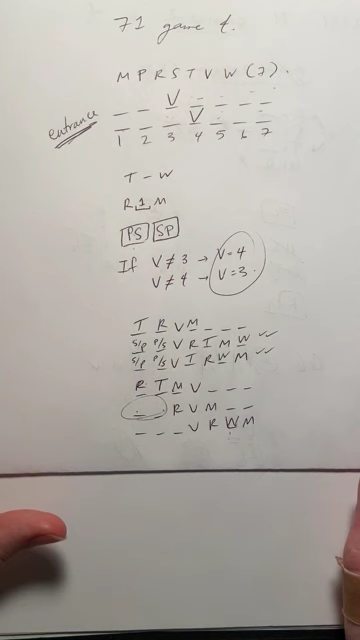 71 game 4.
M P R S T V W (7).
_ _ V _ _ _ _
entrance
_ _ _ V _ _ _
1 2 3 4 5 6 7
T - W
R 1 M
PS SP
If V ≠ 3 → V = 4
V ≠ 4 → V = 3.
T R V M _ _ _
S/P P/S V R T M W ✓✓
S/P P/S V T R W M ✓✓
R T M V _ _ _
_ _ R V M _ _
_ _ _ V R W M